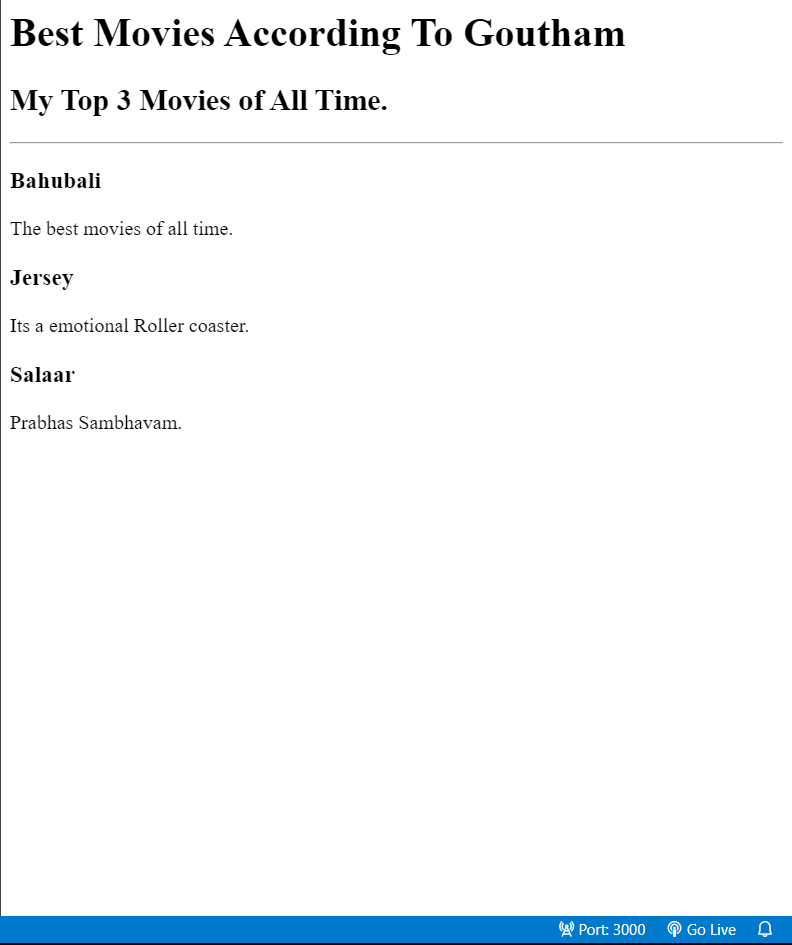 Best Movies According To Goutham
My Top 3 Movies of All Time.
Bahubali
The best movies of all time.
Jersey
Its a emotional Roller coaster.
Salaar
Prabhas Sambhavam.
Port: 3000 Go Live